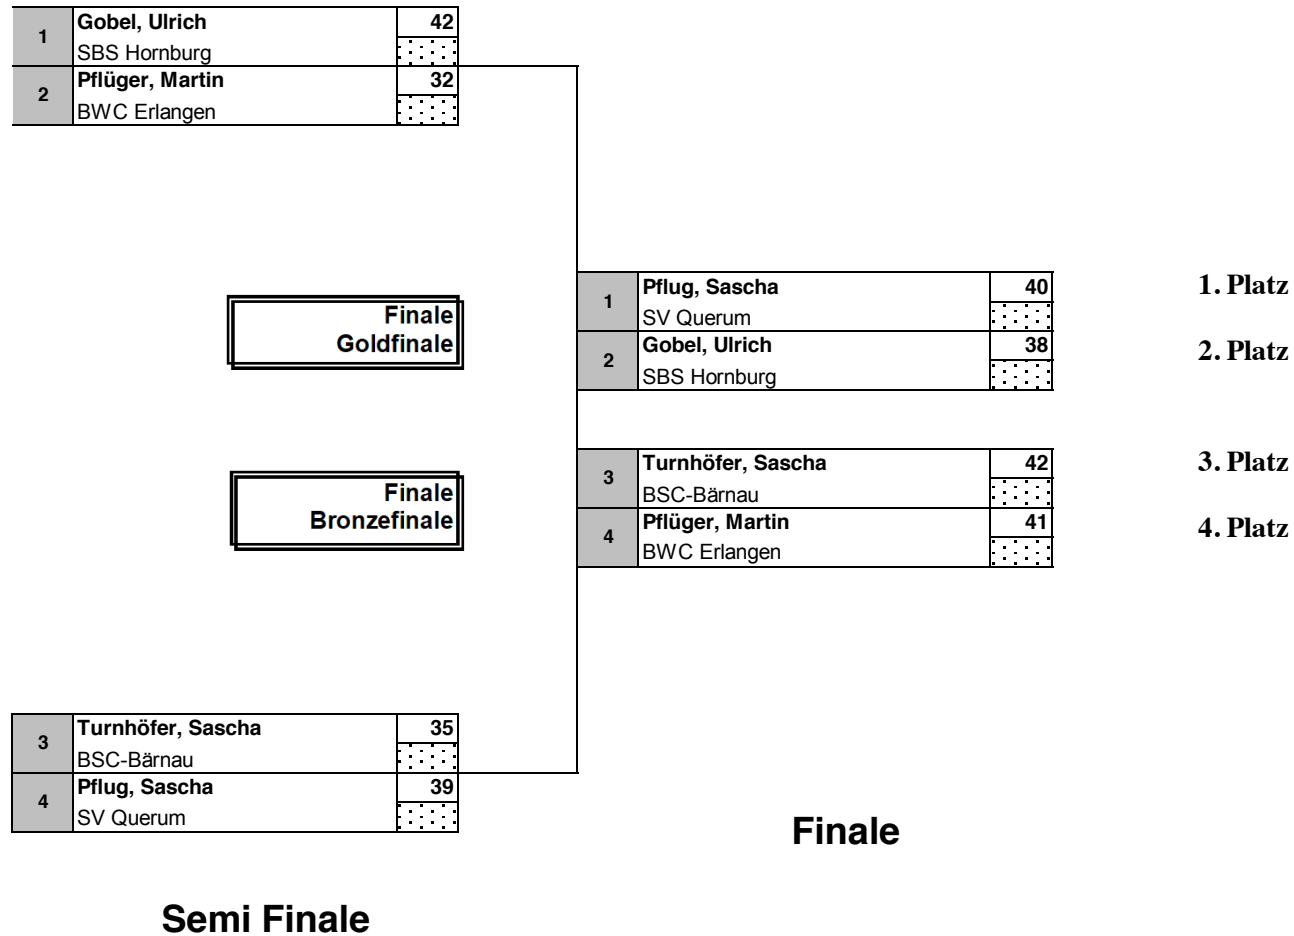 1
Gobel, Ulrich 42
SBS Hornburg
2
Pflüger, Martin 32
BWC Erlangen
Finale
Goldfinale
1
Pflug, Sascha 40
SV Querum
2
Gobel, Ulrich 38
SBS Hornburg
1. Platz
2. Platz
Finale
Bronzefinale
3
Turnhöfer, Sascha 42
BSC-Bärnau
4
Pflüger, Martin 41
BWC Erlangen
3. Platz
4. Platz
3
Turnhöfer, Sascha 35
BSC-Bärnau
4
Pflug, Sascha 39
SV Querum
Finale
Semi Finale